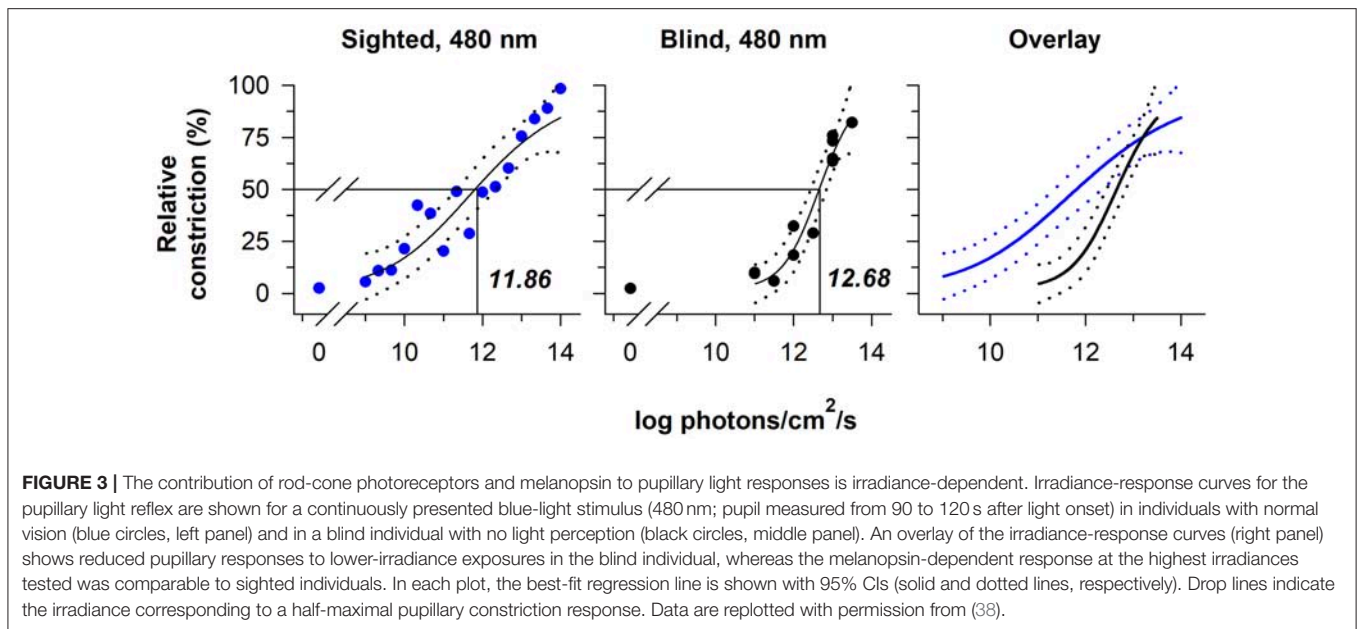 Sighted, 480 nm
Blind, 480 nm
Overlay
Relative
constriction (%)
100
75
50
25
0
11.86
12.68
0 10 12 14
0 10 12 14
10 12 14
log photons/cm²/s
FIGURE 3 | The contribution of rod-cone photoreceptors and melanopsin to pupillary light responses is irradiance-dependent. Irradiance-response curves for the
pupillary light reflex are shown for a continuously presented blue-light stimulus (480 nm; pupil measured from 90 to 120 s after light onset) in individuals with normal
vision (blue circles, left panel) and in a blind individual with no light perception (black circles, middle panel). An overlay of the irradiance-response curves (right panel)
shows reduced pupillary responses to lower-irradiance exposures in the blind individual, whereas the melanopsin-dependent response at the highest irradiances
tested was comparable to sighted individuals. In each plot, the best-fit regression line is shown with 95% CIs (solid and dotted lines, respectively). Drop lines indicate
the irradiance corresponding to a half-maximal pupillary constriction response. Data are replotted with permission from (38).